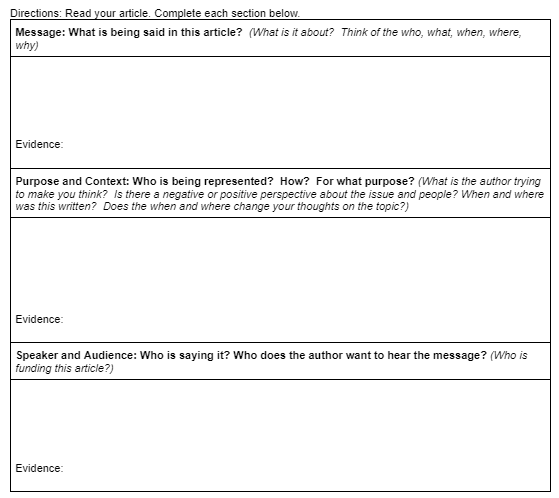 Directions: Read your article. Complete each section below.
Message: What is being said in this article? (What is it about? Think of the who, what, when, where,
why)
Evidence:
Purpose and Context: Who is being represented? How? For what purpose? (What is the author trying
to make you think? Is there a negative or positive perspective about the issue and people? When and where
was this written? Does the when and where change your thoughts on the topic?)
Evidence:
Speaker and Audience: Who is saying it? Who does the author want to hear the message? (Who is
funding this article?)
Evidence: